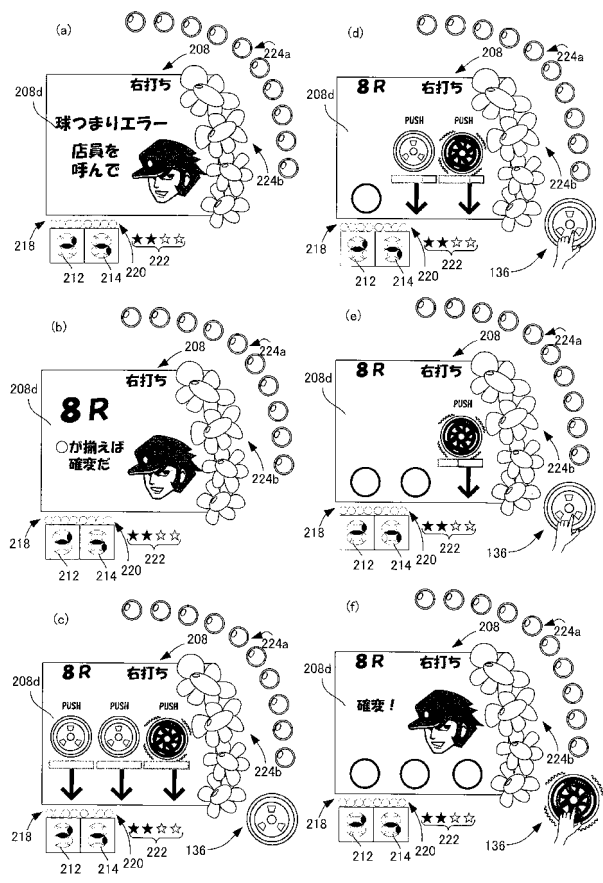 (a)
208
224a
208d
右打ち
球つまりエラー
店員を
呼んで
224b
218
★★☆☆
220
222
212
214
(b)
208
224a
208d
右打ち
8R
○が揃えば
確変だ
224b
218
★★☆☆
220
222
212
214
(c)
208
224a
208d
8R 右打ち
PUSH PUSH PUSH
224b
218
★★☆☆
220
222
136
212
214
(d)
208
224a
208d
8R 右打ち
PUSH PUSH
224b
218
★★☆☆
220
222
136
212
214
(e)
208
224a
208d
8R 右打ち
PUSH
224b
218
★★☆☆
220
222
136
212
214
(f)
208
224a
208d
8R 右打ち
確変!
224b
218
★★☆☆
220
222
136
212
214